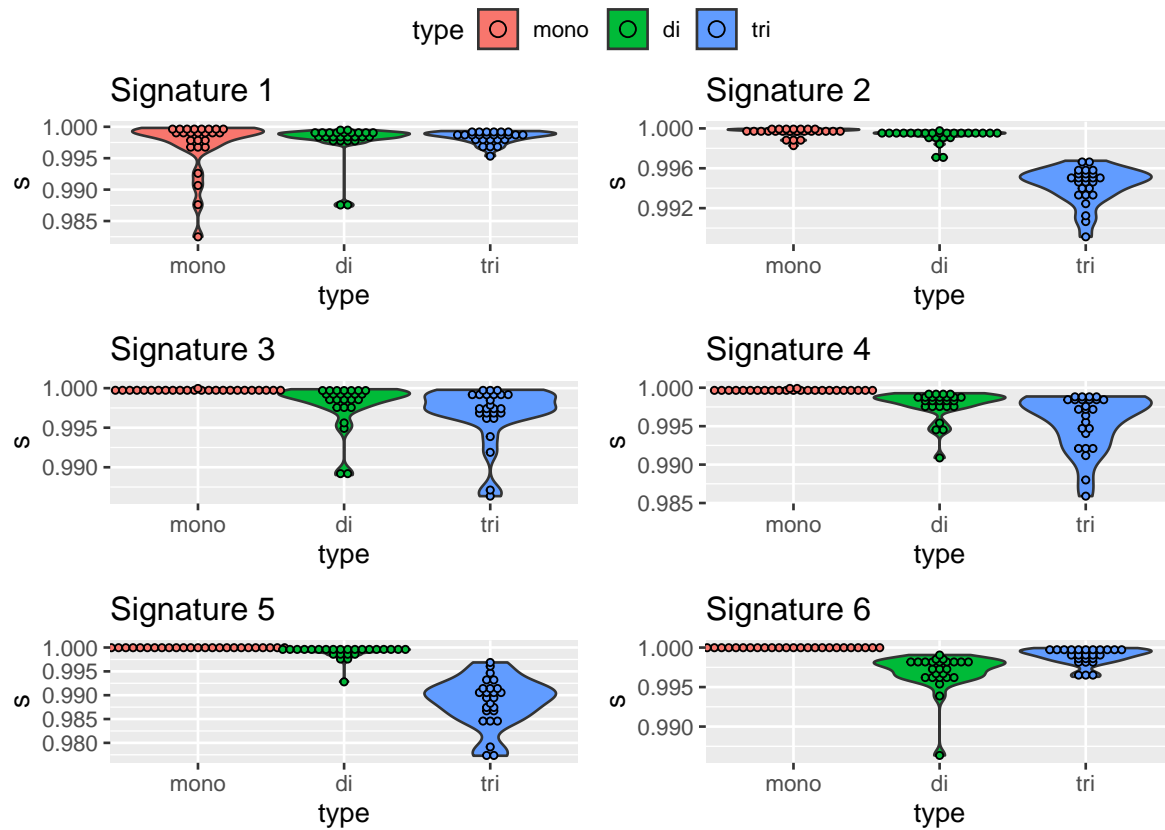 type mono di tri
Signature 1
1.000
0.995
0.990
0.985
s
mono di tri
type
Signature 2
1.000
0.996
0.992
s
mono di tri
type
Signature 3
1.000
0.995
0.990
s
mono di tri
type
Signature 4
1.000
0.995
0.990
0.985
s
mono di tri
type
Signature 5
1.000
0.995
0.990
0.985
0.980
s
mono di tri
type
Signature 6
1.000
0.995
0.990
s
mono di tri
type